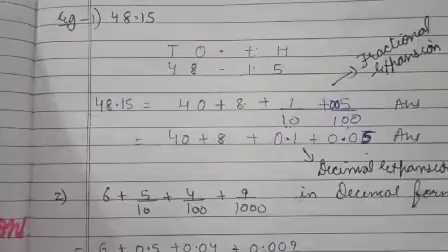 Eg - 1) 48.15
T O . t H
4 8 - 1 5
Fractional expansion
48.15 = 40 + 8 + 1/10 + 05/100 Ans
= 40 + 8 + 0.1 + 0.05 Ans
Decimal expansion
2) 6 + 5/10 + 4/100 + 9/1000 in Decimal form
= 6 + 0.5 + 0.04 + 0.009